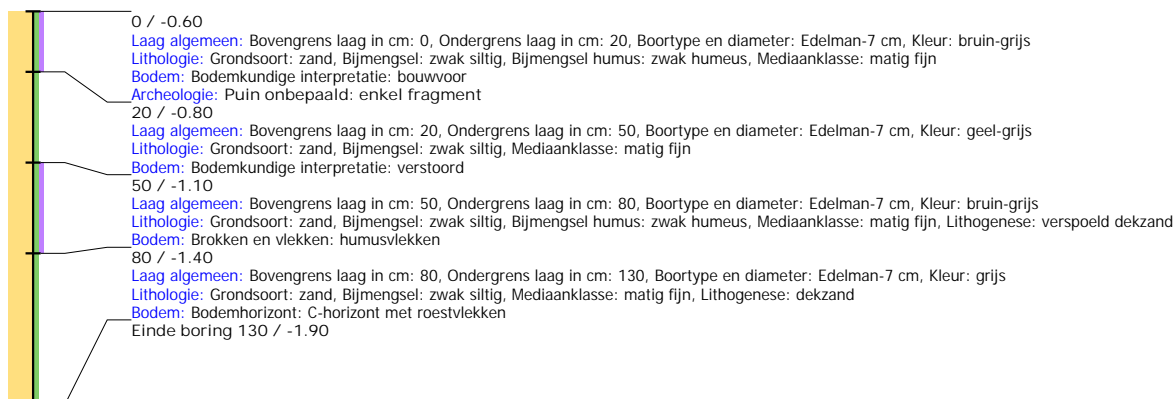 0 / -0.60
Laag algemeen: Bovengrens laag in cm: 0, Ondergrens laag in cm: 20, Boortype en diameter: Edelman-7 cm, Kleur: bruin-grijs
Lithologie: Grondsoort: zand, Bijmengsel: zwak siltig, Bijmengsel humus: zwak humeus, Mediaanklasse: matig fijn
Bodem: Bodemkundige interpretatie: bouwvoor
Archeologie: Puin onbepaald: enkel fragment
20 / -0.80
Laag algemeen: Bovengrens laag in cm: 20, Ondergrens laag in cm: 50, Boortype en diameter: Edelman-7 cm, Kleur: geel-grijs
Lithologie: Grondsoort: zand, Bijmengsel: zwak siltig, Mediaanklasse: matig fijn
Bodem: Bodemkundige interpretatie: verstoord
50 / -1.10
Laag algemeen: Bovengrens laag in cm: 50, Ondergrens laag in cm: 80, Boortype en diameter: Edelman-7 cm, Kleur: bruin-grijs
Lithologie: Grondsoort: zand, Bijmengsel: zwak siltig, Bijmengsel humus: zwak humeus, Mediaanklasse: matig fijn, Lithogenese: verspoeld dekzand
Bodem: Brokken en vlekken: humusvlekken
80 / -1.40
Laag algemeen: Bovengrens laag in cm: 80, Ondergrens laag in cm: 130, Boortype en diameter: Edelman-7 cm, Kleur: grijs
Lithologie: Grondsoort: zand, Bijmengsel: zwak siltig, Mediaanklasse: matig fijn, Lithogenese: dekzand
Bodem: Bodemhorizont: C-horizont met roestvlekken
Einde boring 130 / -1.90